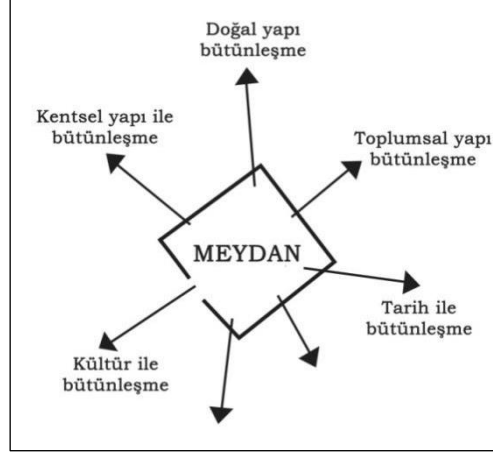 Doğal yapı
bütünleşme
Kentsel yapı ile
bütünleşme
Toplumsal yapı
bütünleşme
MEYDAN
Tarih ile
bütünleşme
Kültür ile
bütünleşme